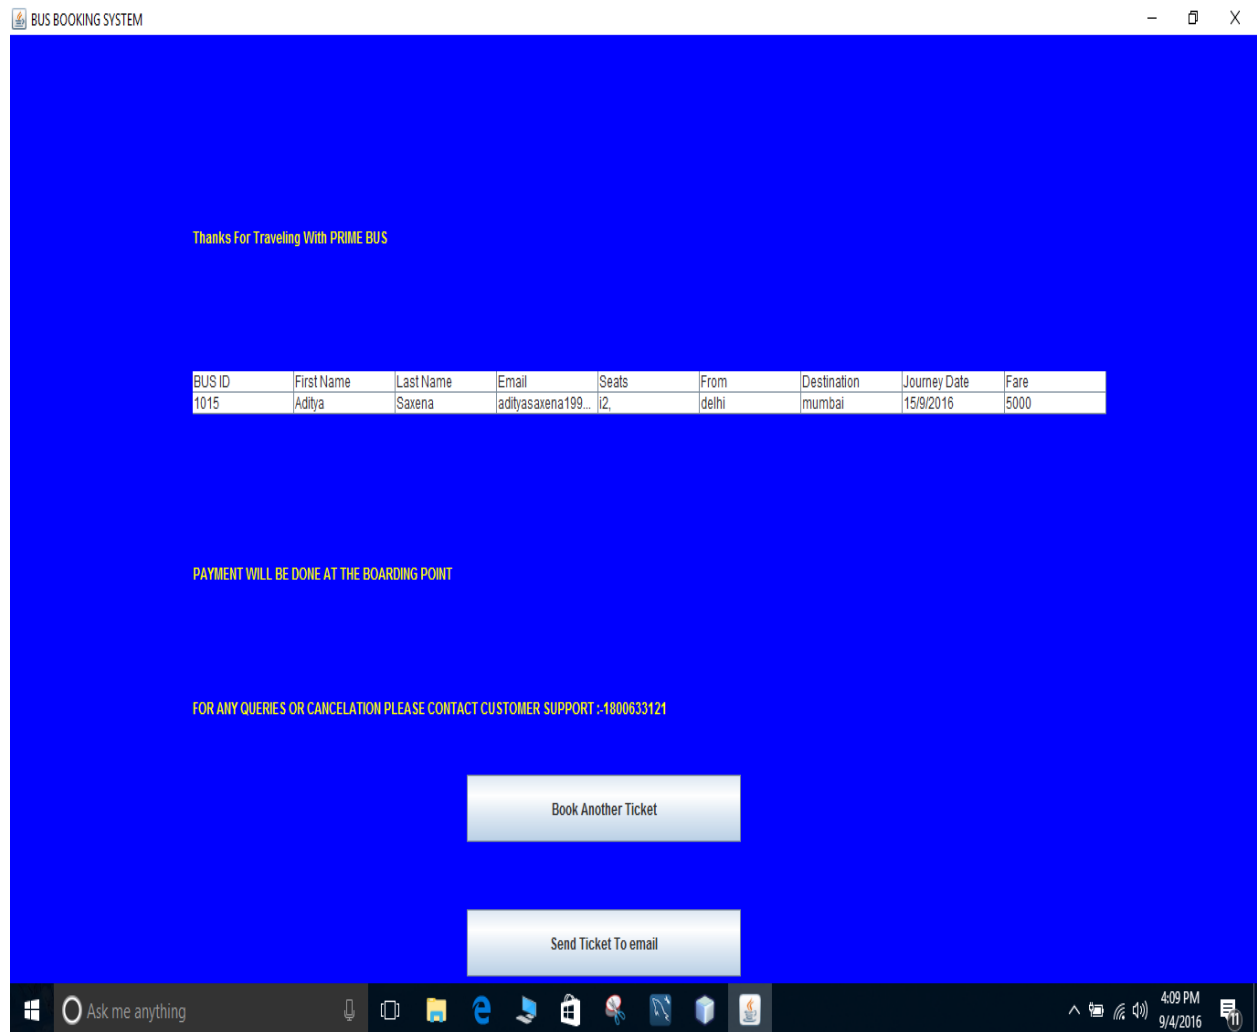 BUS BOOKING SYSTEM
Thanks For Traveling With PRIME BUS
BUS ID First Name Last Name Email Seats From Destination Journey Date Fare
1015 Aditya Saxena adityasaxena199... i2, delhi mumbai 15/9/2016 5000
PAYMENT WILL BE DONE AT THE BOARDING POINT
FOR ANY QUERIES OR CANCELATION PLEASE CONTACT CUSTOMER SUPPORT :-1800633121
Book Another Ticket
Send Ticket To email
Ask me anything
4:09 PM
9/4/2016
11